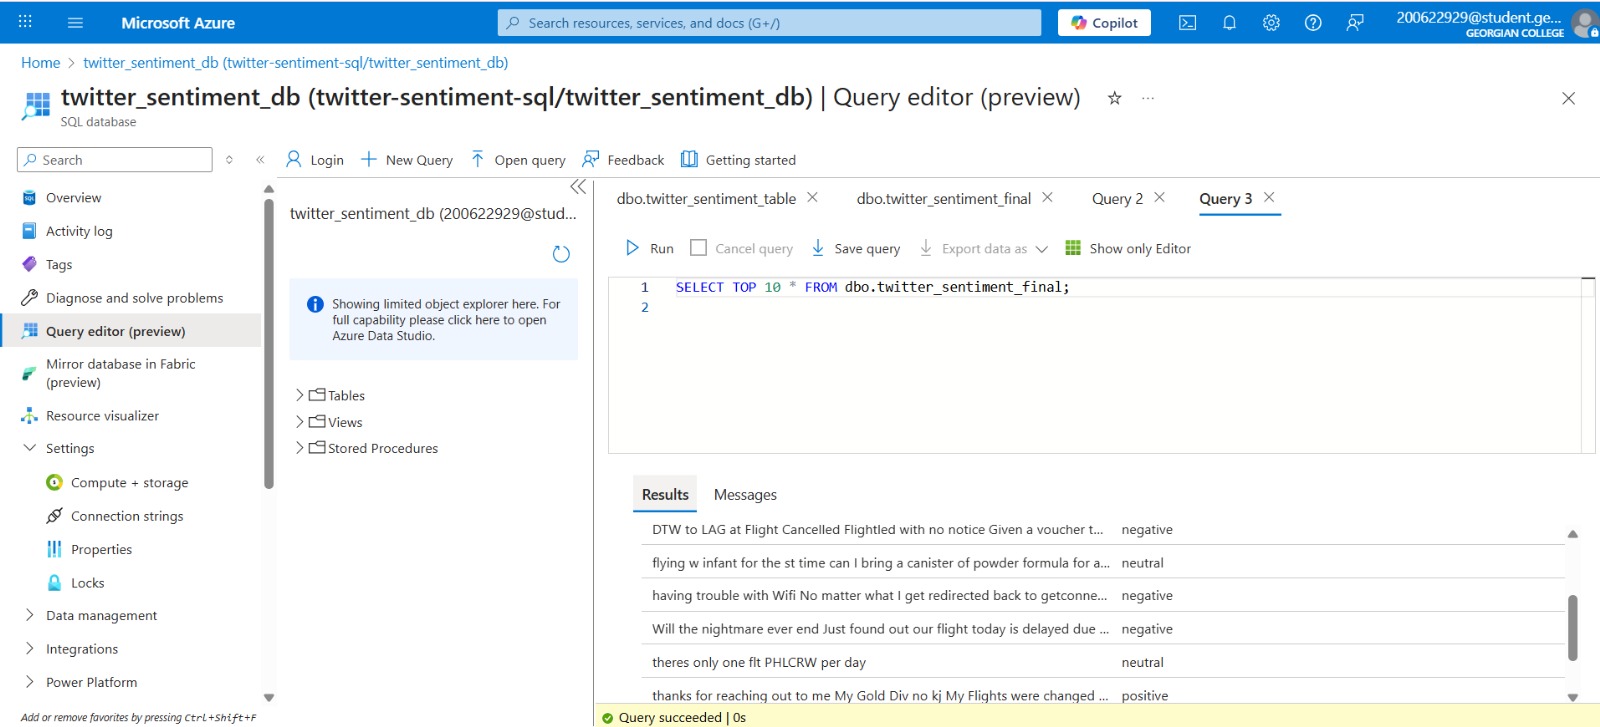 Microsoft Azure
Search resources, services, and docs (G+/)
Copilot
200622929@student.ge...
GEORGIAN COLLEGE
Home > twitter_sentiment_db (twitter-sentiment-sql/twitter_sentiment_db)
twitter_sentiment_db (twitter-sentiment-sql/twitter_sentiment_db) | Query editor (preview)
SQL database
Search
Overview
Activity log
Tags
Diagnose and solve problems
Query editor (preview)
Mirror database in Fabric
(preview)
Resource visualizer
Settings
Compute + storage
Connection strings
Properties
Locks
Data management
Integrations
Power Platform
Add or remove favorites by pressing Ctrl+Shift+F
Login
New Query
Open query
Feedback
Getting started
twitter_sentiment_db (200622929@stud...
Showing limited object explorer here. For
full capability please click here to open
Azure Data Studio.
Tables
Views
Stored Procedures
dbo.twitter_sentiment_table
dbo.twitter_sentiment_final
Query 2
Query 3
Run
Cancel query
Save query
Export data as
Show only Editor
1 SELECT TOP 10 * FROM dbo.twitter_sentiment_final;
2
Results
Messages
DTW to LAG at Flight Cancelled Flightled with no notice Given a voucher t... negative
flying w infant for the st time can I bring a canister of powder formula for a... neutral
having trouble with Wifi No matter what I get redirected back to getconne... negative
Will the nightmare ever end Just found out our flight today is delayed due ... negative
theres only one flt PHLCRW per day neutral
thanks for reaching out to me My Gold Div no kj My Flights were changed ... positive
Query succeeded | 0s